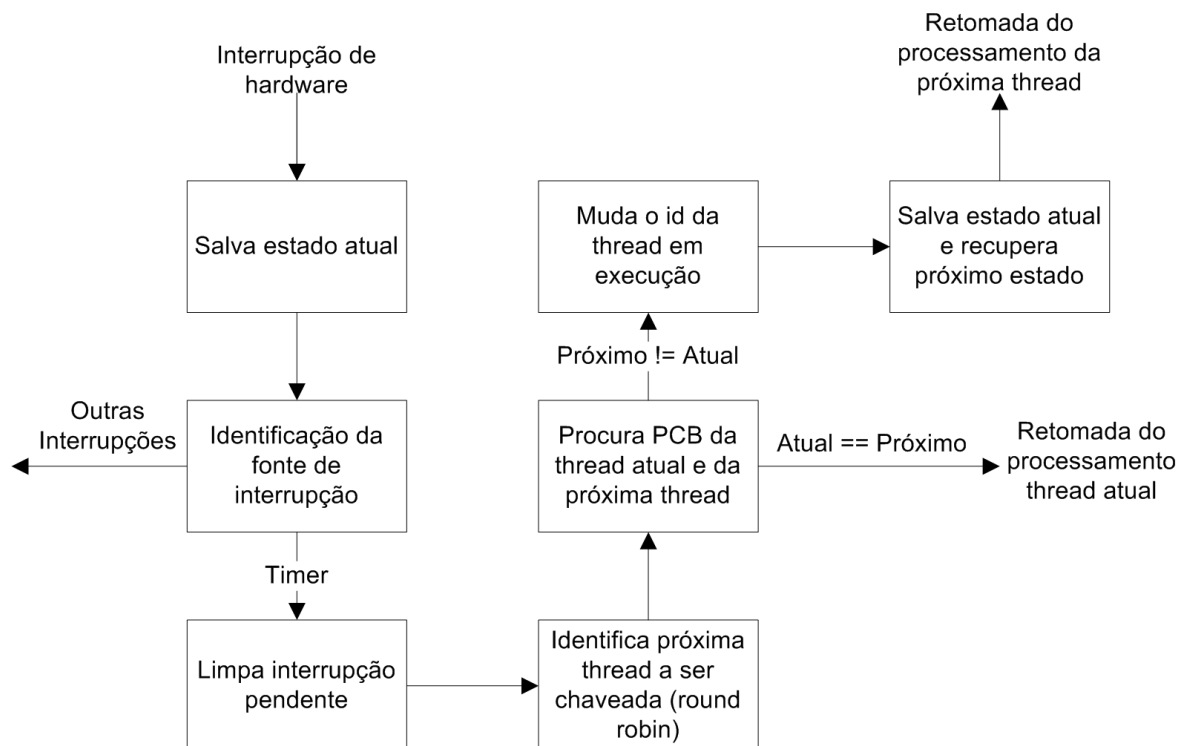 Interrupção de
hardware
Salva estado atual
Identificação da
fonte de
interrupção
Outras
Interrupções
Timer
Limpa interrupção
pendente
Identifica próxima
thread a ser
chaveada (round
robin)
Procura PCB da
thread atual e da
próxima thread
Atual == Próximo
Retomada do
processamento
thread atual
Próximo != Atual
Muda o id da
thread em
execução
Salva estado atual
e recupera
próximo estado
Retomada do
processamento da
próxima thread